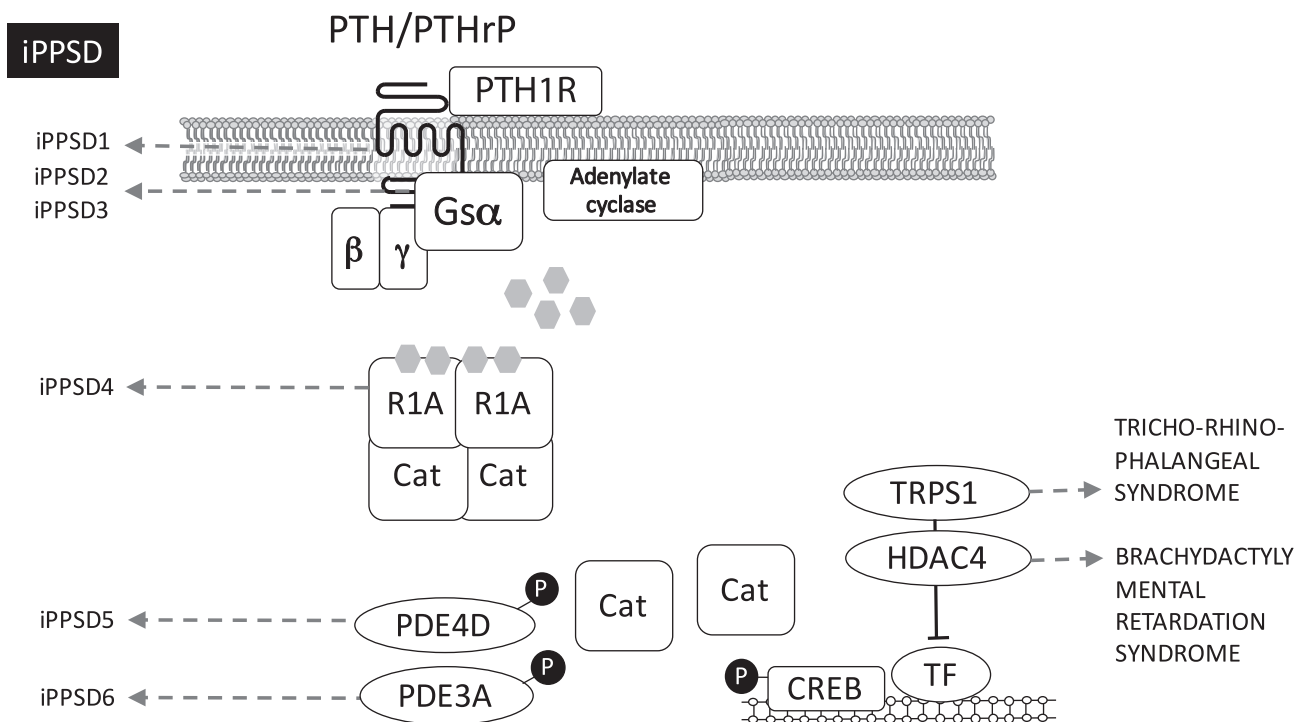 PTH/PTHrP
iPPSD
PTH1R
iPPSD1
iPPSD2
iPPSD3
Adenylate
cyclase
Gsα
β
γ
iPPSD4
R1A
R1A
Cat
Cat
TRICHO-RHINO-
PHALANGEAL
SYNDROME
TRPS1
HDAC4
BRACHYDACTYLY
MENTAL
RETARDATION
SYNDROME
P
Cat
Cat
iPPSD5
PDE4D
P
iPPSD6
PDE3A
P
CREB
TF